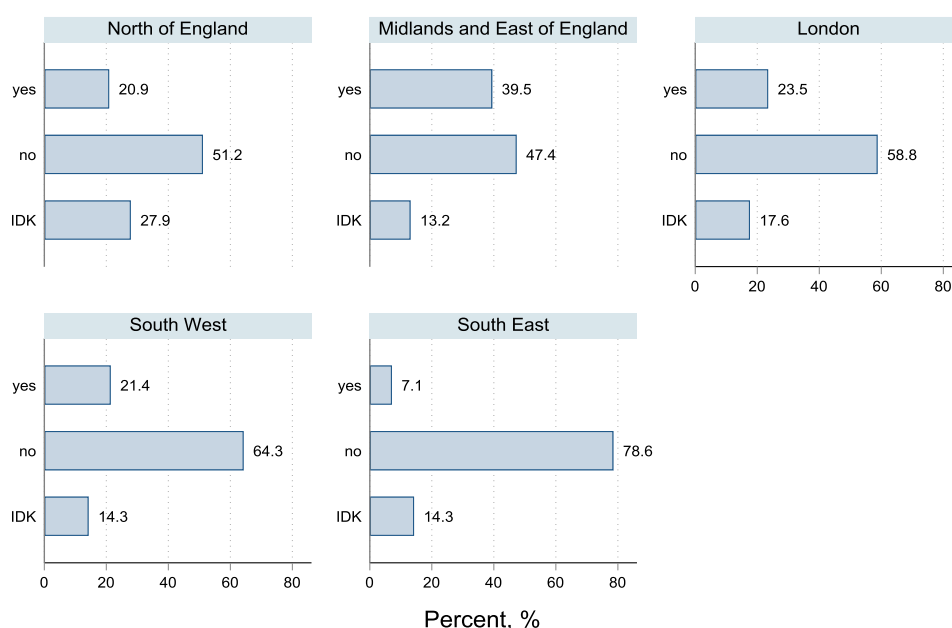 North of England
yes 20.9
no 51.2
IDK 27.9
Midlands and East of England
yes 39.5
no 47.4
IDK 13.2
London
yes 23.5
no 58.8
IDK 17.6
0 20 40 60 80
South West
yes 21.4
no 64.3
IDK 14.3
0 20 40 60 80
South East
yes 7.1
no 78.6
IDK 14.3
0 20 40 60 80
Percent, %